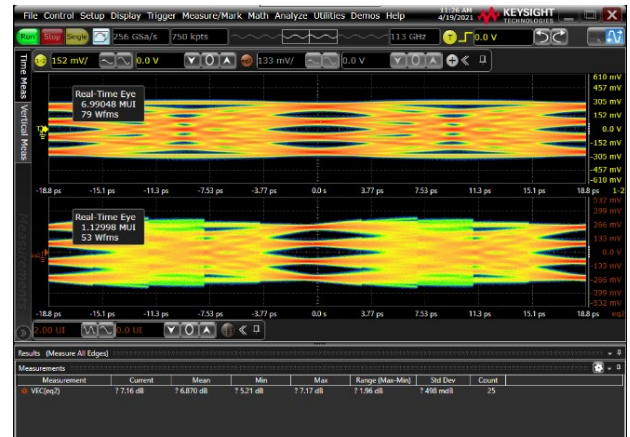 File Control Setup Display Trigger Measure/Mark Math Analyze Utilities Demos Help
11:26 AM
4/19/2021
KEYSIGHT
TECHNOLOGIES
Run Stop Single 256 GSa/s 750 kpts 113 GHz T 0.0 V
152 mV/ 0.0 V 133 mV/ 0.0 V
Time Meas
Vertical Meas
Measurements
Real-Time Eye
6.99048 MUI
79 Wfms
610 mV
457 mV
305 mV
152 mV
0.0 V
-152 mV
-305 mV
-457 mV
-610 mV
-18.8 ps -15.1 ps -11.3 ps -7.53 ps -3.77 ps 0.0 s 3.77 ps 7.53 ps 11.3 ps 15.1 ps 18.8 ps 1-2
Real-Time Eye
1.12998 MUI
53 Wfms
532 mV
399 mV
266 mV
133 mV
0.0 V
-133 mV
-266 mV
-399 mV
-532 mV
-18.8 ps -15.1 ps -11.3 ps -7.53 ps -3.77 ps 0.0 s 3.77 ps 7.53 ps 11.3 ps 15.1 ps 18.8 ps eq2
2.00 UI 0.0 UI
Results (Measure All Edges)
Measurements
Measurement Current Mean Min Max Range (Max-Min) Std Dev Count
VEC(eq2) ? 7.16 dB ? 6.870 dB ? 5.21 dB ? 7.17 dB ? 1.96 dB ? 498 mdB 25